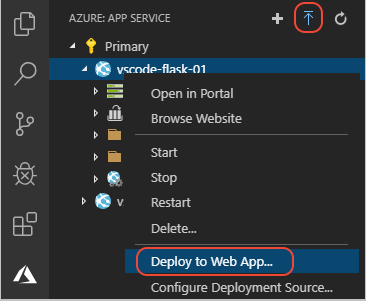 AZURE: APP SERVICE
Primary
vscode-flask-01
Open in Portal
Browse Website
Start
Stop
v
Restart
Delete...
Deploy to Web App...
Configure Deployment Source...